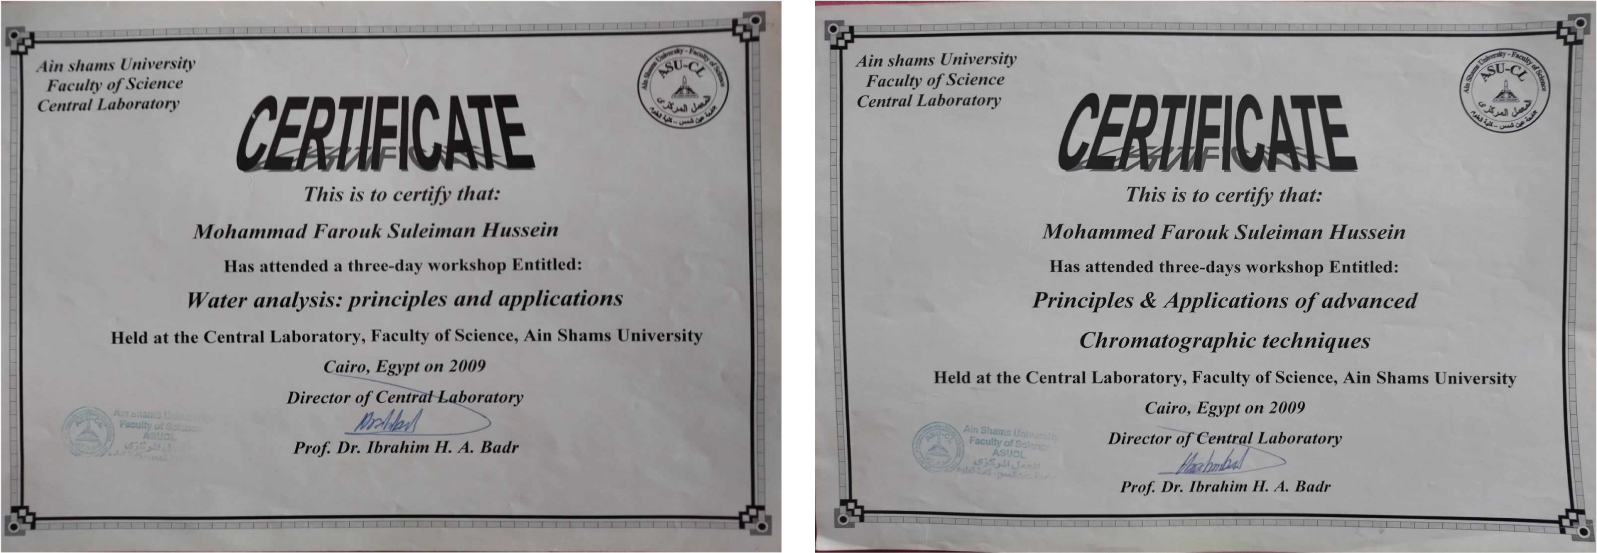 Ain shams University
Faculty of Science
Central Laboratory
Ain Shams University - Faculty of Science
ASU-CL
المعمل المركزى
جامعة عين شمس - كلية العلوم
CERTIFICATE
This is to certify that:
Mohammad Farouk Suleiman Hussein
Has attended a three-day workshop Entitled:
Water analysis: principles and applications
Held at the Central Laboratory, Faculty of Science, Ain Shams University
Cairo, Egypt on 2009
Director of Central Laboratory
Prof. Dr. Ibrahim H. A. Badr
Ain Shams University
Faculty of Science
ASUCL
المعمل المركزى
Ain shams University
Faculty of Science
Central Laboratory
Ain Shams University - Faculty of Science
ASU-CL
المعمل المركزى
جامعة عين شمس - كلية العلوم
CERTIFICATE
This is to certify that:
Mohammed Farouk Suleiman Hussein
Has attended three-days workshop Entitled:
Principles & Applications of advanced
Chromatographic techniques
Held at the Central Laboratory, Faculty of Science, Ain Shams University
Cairo, Egypt on 2009
Director of Central Laboratory
Prof. Dr. Ibrahim H. A. Badr
Ain Shams University
Faculty of Science
ASUCL
المعمل المركزى